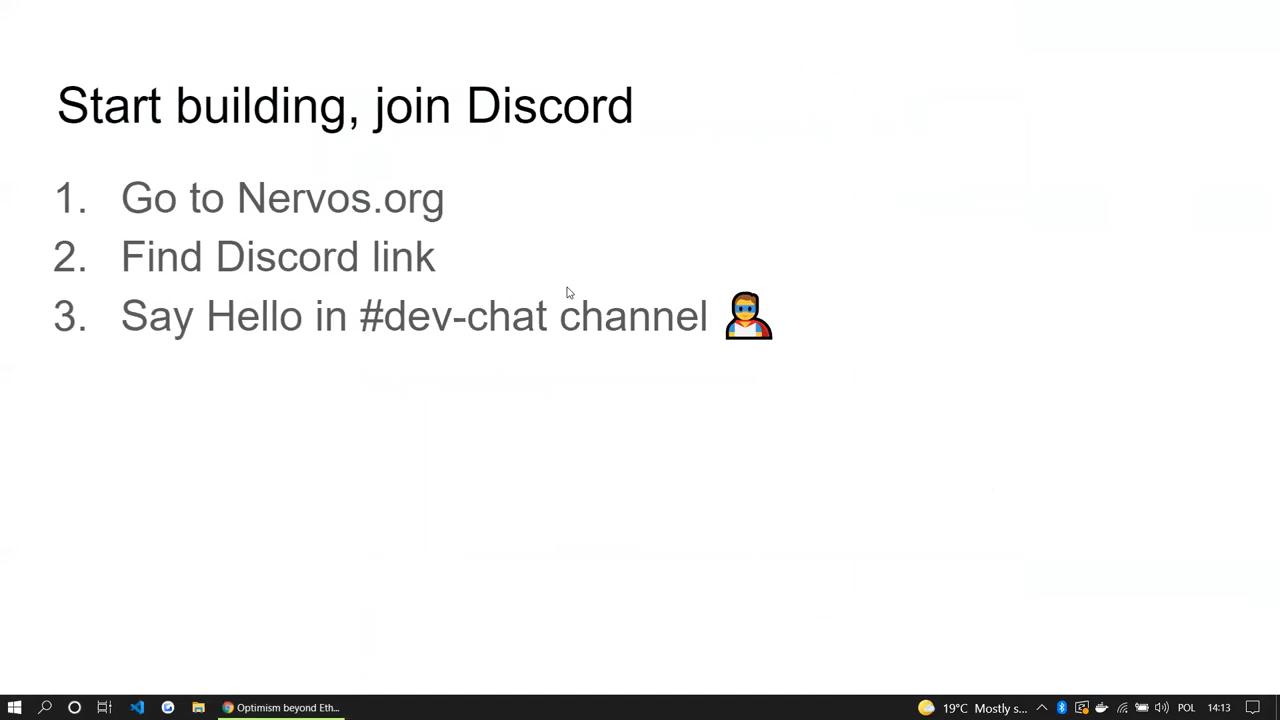 Start building, join Discord
1. Go to Nervos.org
2. Find Discord link
3. Say Hello in #dev-chat channel
Optimism beyond Eth...
19°C Mostly s...
POL
14:13